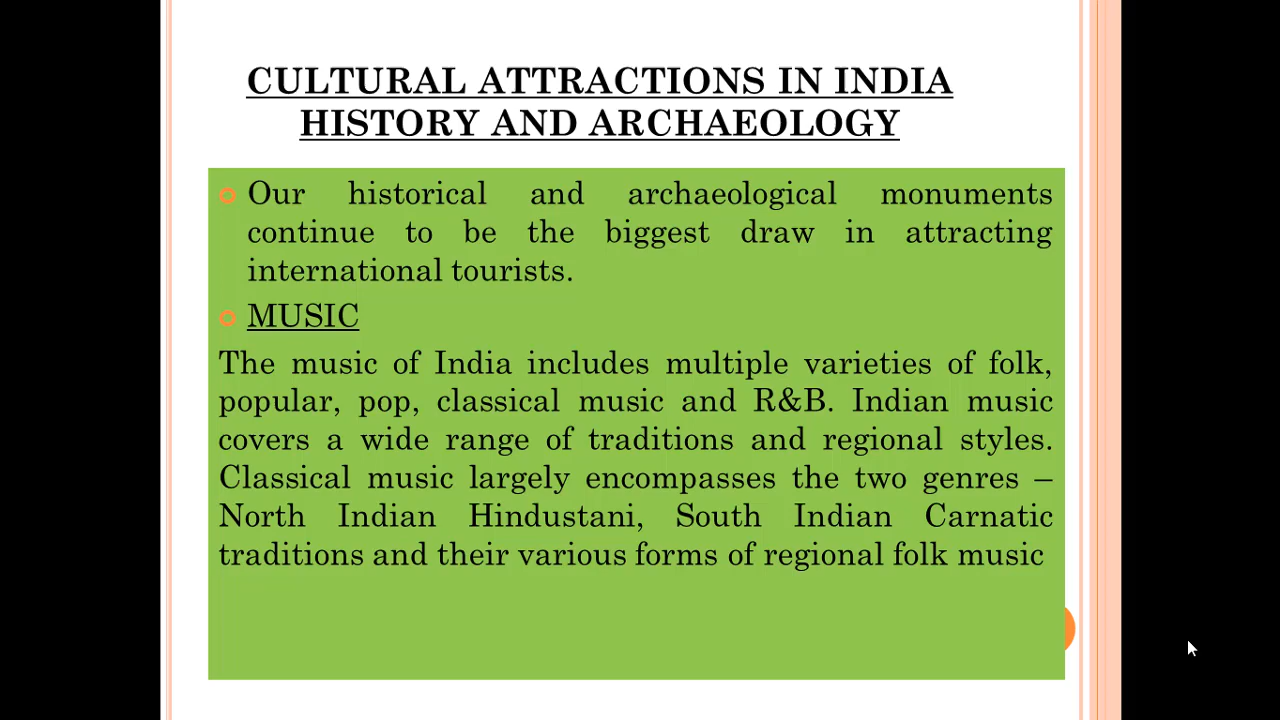 CULTURAL ATTRACTIONS IN INDIA
HISTORY AND ARCHAEOLOGY
Our historical and archaeological monuments
continue to be the biggest draw in attracting
international tourists.
MUSIC
The music of India includes multiple varieties of folk,
popular, pop, classical music and R&B. Indian music
covers a wide range of traditions and regional styles.
Classical music largely encompasses the two genres –
North Indian Hindustani, South Indian Carnatic
traditions and their various forms of regional folk music